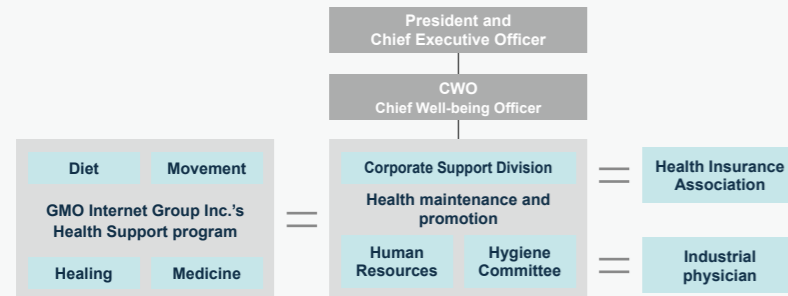 President and
Chief Executive Officer
CWO
Chief Well-being Officer
Diet
Movement
GMO Internet Group Inc.'s
Health Support program
Healing
Medicine
Corporate Support Division
Health maintenance and
promotion
Human
Resources
Hygiene
Committee
Health Insurance
Association
Industrial
physician